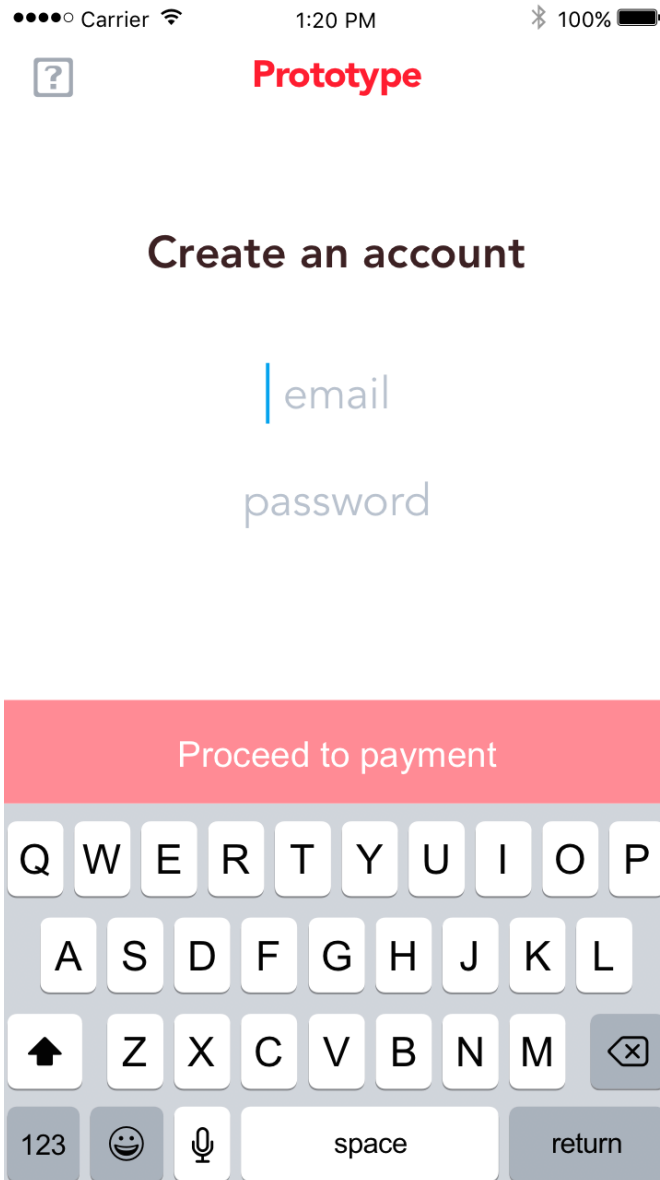 Carrier 1:20 PM 100%
? Prototype
Create an account
email
password
Proceed to payment
Q W E R T Y U I O P
A S D F G H J K L
Z X C V B N M
123 space return